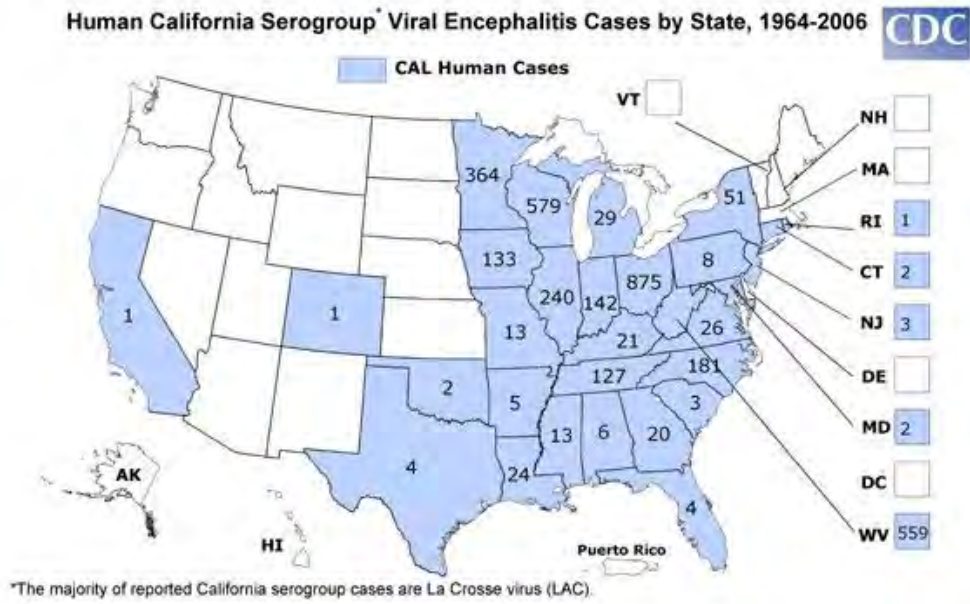 Human California Serogroup* Viral Encephalitis Cases by State, 1964-2006
CDC
CAL Human Cases
VT
NH
MA
RI 1
CT 2
NJ 3
DE
MD 2
DC
WV 559
364
579
29
51
133
240
142
875
8
1
1
13
21
26
127
181
2
5
3
13
6
20
4
24
4
AK
HI
Puerto Rico
*The majority of reported California serogroup cases are La Crosse virus (LAC).